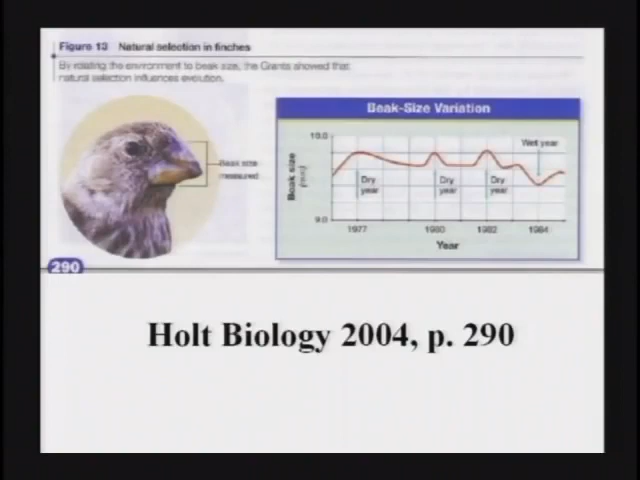 Figure 13 Natural selection in finches
By relating the environment to beak size, the Grants showed that
natural selection influences evolution.
Beak-Size Variation
10.0
Wet year
Beak size
measured
Beak size
(mm)
Dry
year
Dry
year
Dry
year
9.0
1977
1980
1982
1984
Year
290
Holt Biology 2004, p. 290